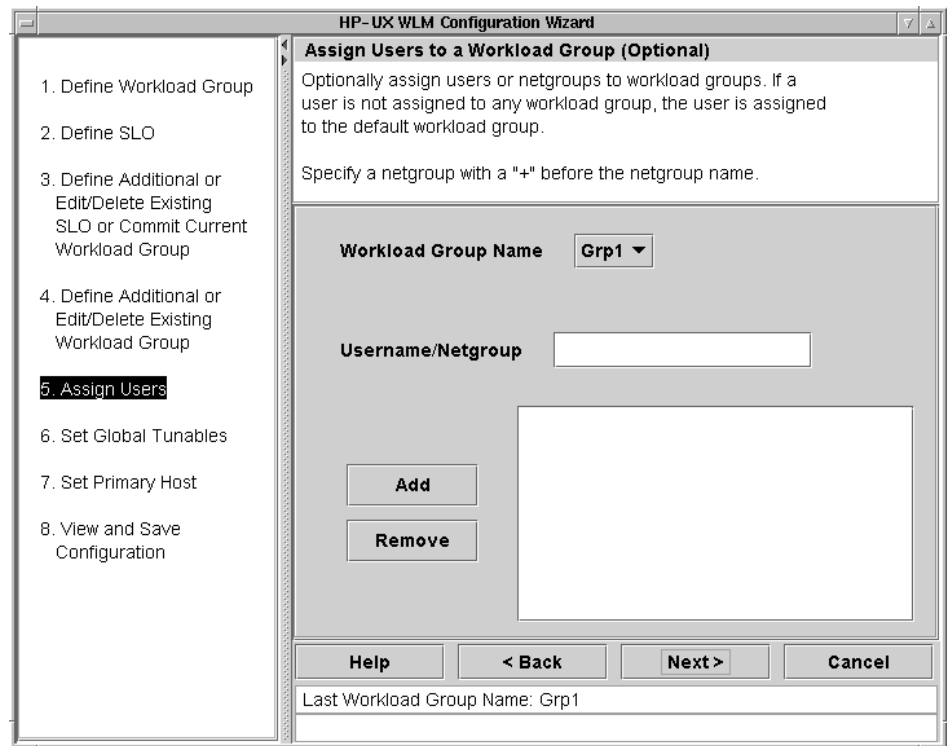 HP-UX WLM Configuration Wizard
1. Define Workload Group
2. Define SLO
3. Define Additional or
Edit/Delete Existing
SLO or Commit Current
Workload Group
4. Define Additional or
Edit/Delete Existing
Workload Group
5. Assign Users
6. Set Global Tunables
7. Set Primary Host
8. View and Save
Configuration
Assign Users to a Workload Group (Optional)
Optionally assign users or netgroups to workload groups. If a
user is not assigned to any workload group, the user is assigned
to the default workload group.
Specify a netgroup with a "+" before the netgroup name.
Workload Group Name Grp1
Username/Netgroup
Add
Remove
Help < Back Next > Cancel
Last Workload Group Name: Grp1